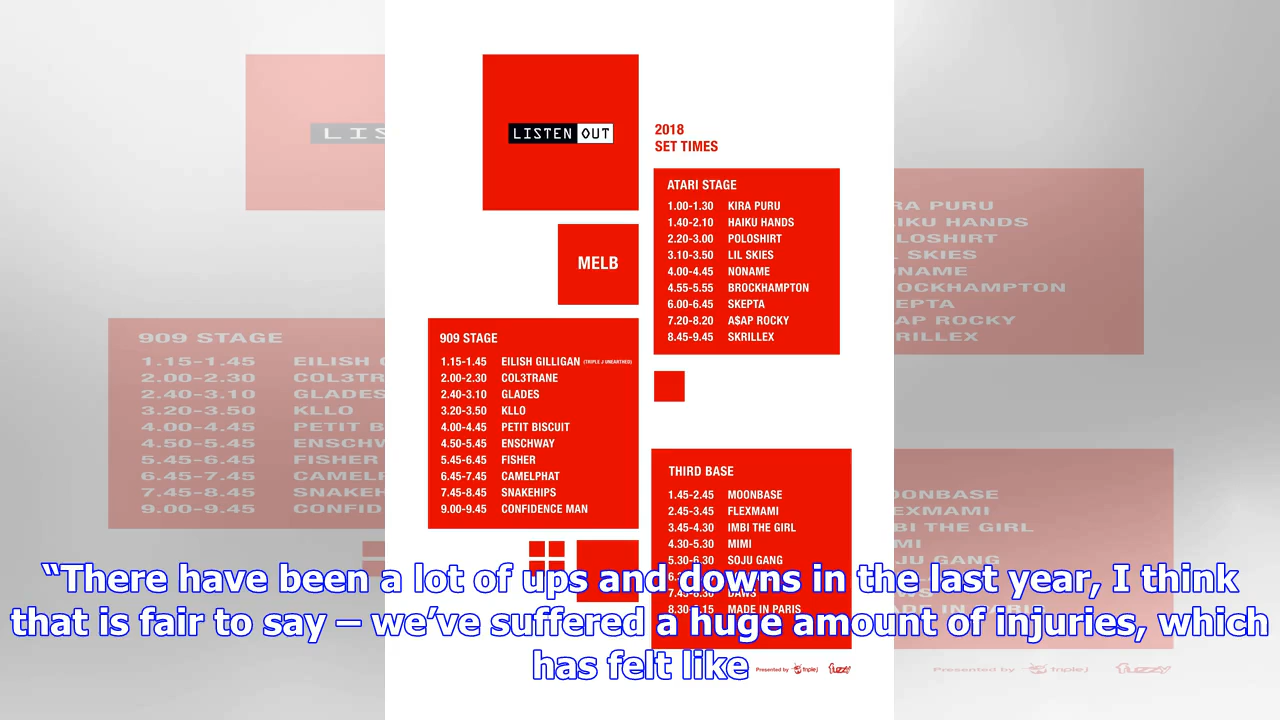 LISTEN OUT
2018
SET TIMES
MELB
ATARI STAGE
1.00-1.30 KIRA PURU
1.40-2.10 HAIKU HANDS
2.20-3.00 POLOSHIRT
3.10-3.50 LIL SKIES
4.00-4.45 NONAME
4.55-5.55 BROCKHAMPTON
6.00-6.45 SKEPTA
7.20-8.20 A$AP ROCKY
8.45-9.45 SKRILLEX
909 STAGE
1.15-1.45 EILISH GILLIGAN (TRIPLE J UNEARTHED)
2.00-2.30 COL3TRANE
2.40-3.10 GLADES
3.20-3.50 KLLO
4.00-4.45 PETIT BISCUIT
4.50-5.45 ENSCHWAY
5.45-6.45 FISHER
6.45-7.45 CAMELPHAT
7.45-8.45 SNAKEHIPS
9.00-9.45 CONFIDENCE MAN
THIRD BASE
1.45-2.45 MOONBASE
2.45-3.45 FLEXMAMI
3.45-4.30 IMBI THE GIRL
4.30-5.30 MIMI
5.30-6.30 SOJU GANG
DAWS
MADE IN PARIS
Presented by triple j fuzzy
“There have been a lot of ups and downs in the last year, I think
that is fair to say – we’ve suffered a huge amount of injuries, which
has felt like